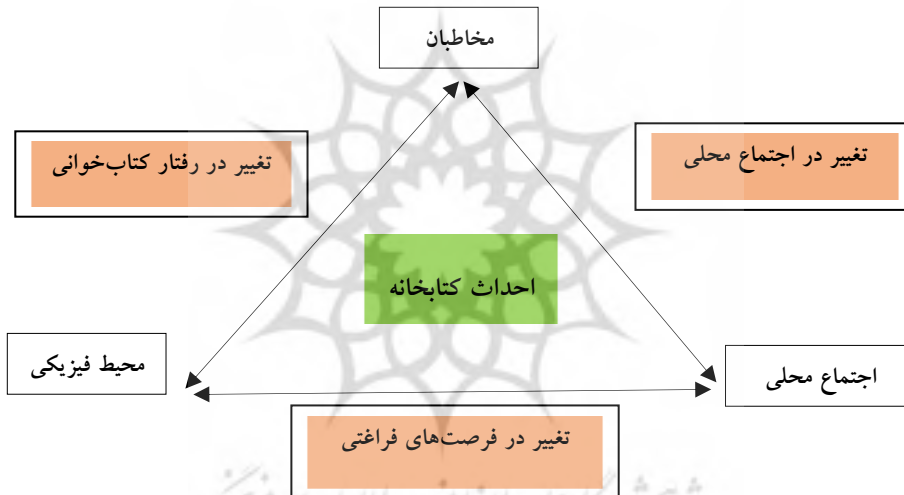 مخاطبان
تغییر در اجتماع محلی
تغییر در رفتار کتاب‌خوانی
احداث کتابخانه
اجتماع محلی
محیط فیزیکی
تغییر در فرصت‌های فراغتی